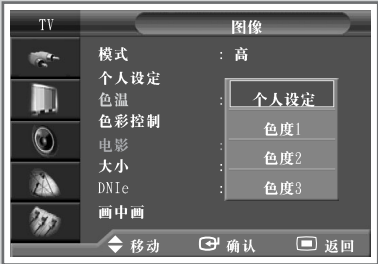 TV 图像
模式 : 高
个人设定
色温 :
色彩控制
电影 :
大小 :
DNIe :
画中画
个人设定
色度1
色度2
色度3
移动 确认 返回